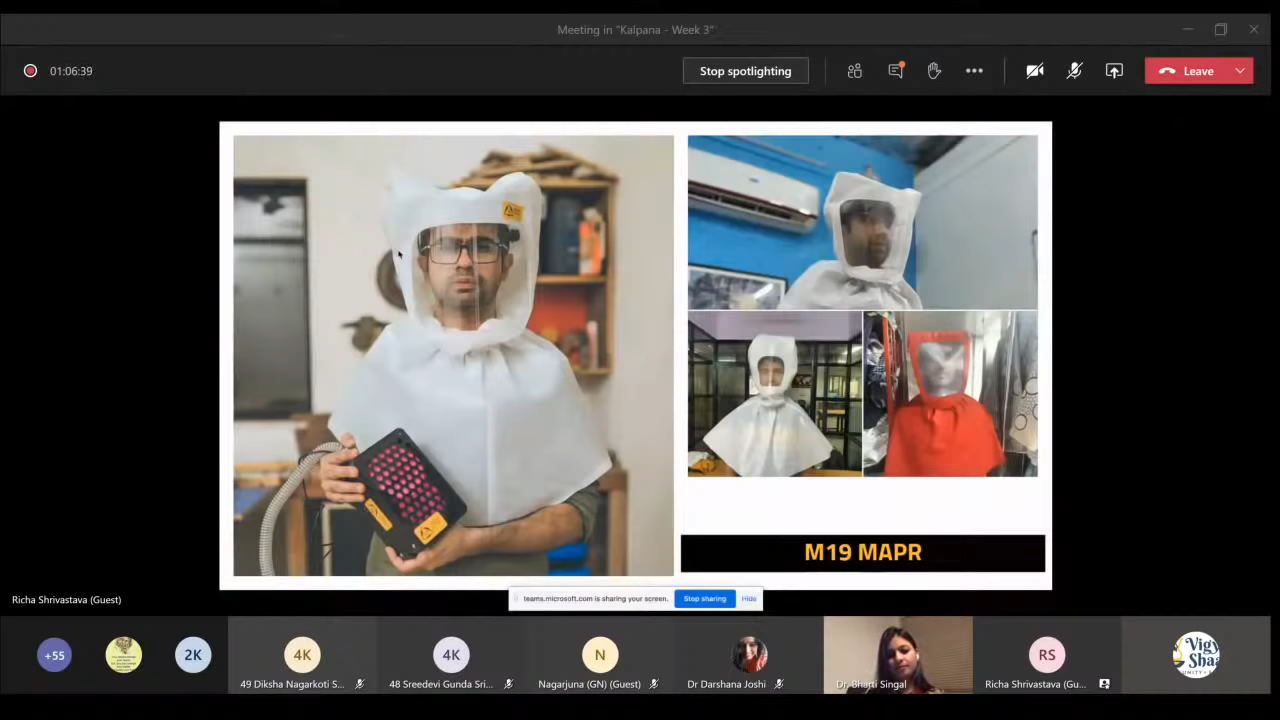 Meeting in "Kalpana - Week 3"
01:06:39
Stop spotlighting
Leave
M19 MAPR
Richa Shrivastava (Guest)
teams.microsoft.com is sharing your screen.
Stop sharing
Hide
+55
2K
4K
4K
N
RS
Vigy
Shaa
49 Diksha Nagarkoti S...
48 Sreedevi Gunda Sri...
Nagarjuna (GN) (Guest)
Dr Darshana Joshi
Dr. Bharti Singal
Richa Shrivastava (Gu...